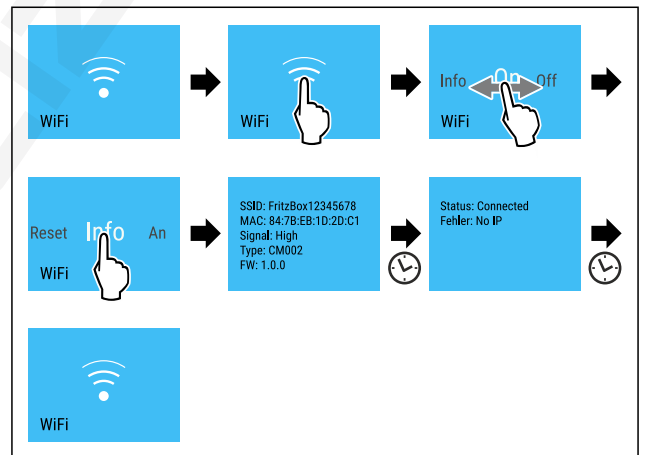 WiFi
WiFi
Info On Off
WiFi
Reset Info An
WiFi
SSID: FritzBox12345678
MAC: 84:7B:EB:1D:2D:C1
Signal: High
Type: CM002
FW: 1.0.0
Status: Connected
Fehler: No IP
WiFi